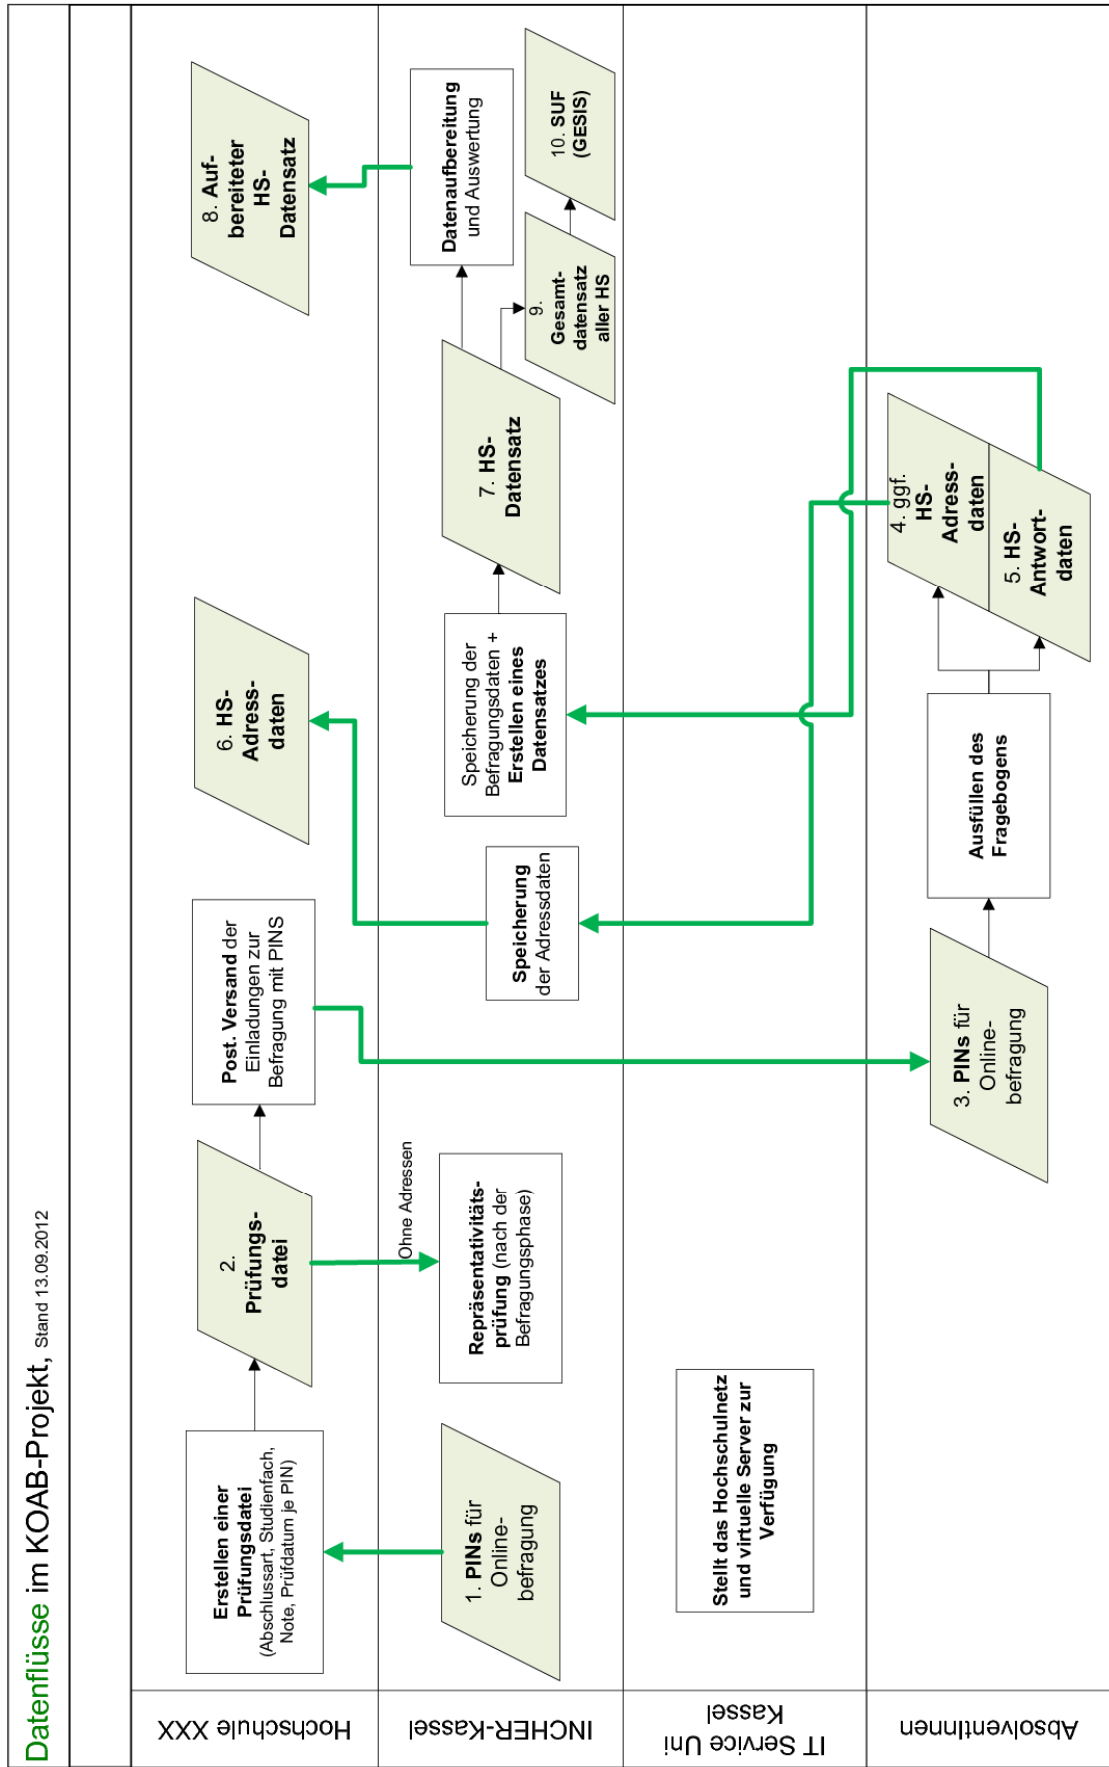 Datenflüsse im KOAB-Projekt, Stand 13.09.2012
Hochschule XXX
Erstellen einer
Prüfungsdatei
(Abschlussart, Studienfach,
Note, Prüfdatum je PIN)
2.
Prüfungs-
datei
Post. Versand der
Einladungen zur
Befragung mit PINS
6. HS-
Adress-
daten
8. Auf-
bereiteter
HS-
Datensatz
INCHER-Kassel
1. PINs für
Online-
befragung
Ohne Adressen
Repräsentativitäts-
prüfung (nach der
Befragungsphase)
Speicherung
der Adressdaten
Speicherung der
Befragungsdaten +
Erstellen eines
Datensatzes
7. HS-
Datensatz
Datenaufbereitung
und Auswertung
9.
Gesamt-
datensatz
aller HS
10. SUF
(GESIS)
IT Service Uni
Kassel
Stellt das Hochschulnetz
und virtuelle Server zur
Verfügung
AbsolventInnen
3. PINs für
Online-
befragung
Ausfüllen des
Fragebogens
4. ggf.
HS-
Adress-
daten
5. HS-
Antwort-
daten